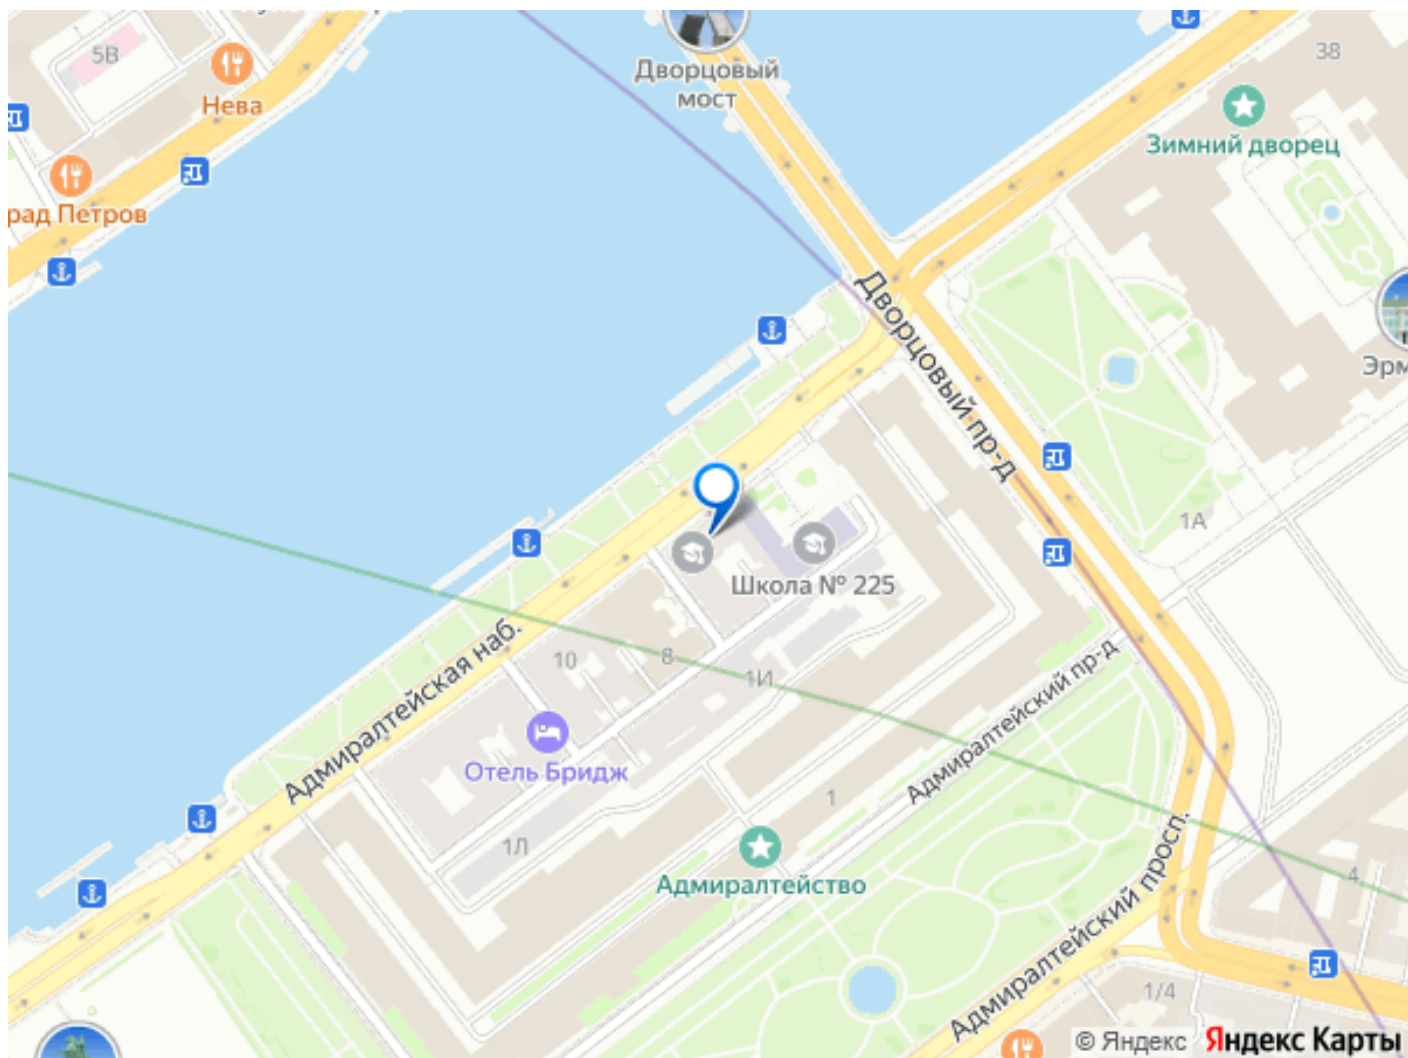 5В
Нева
рад Петров
Дворцовый
мост
38
Зимний дворец
Эрм
Дворцовый пр-д
1А
Школа № 225
Адмиралтейская наб.
10
8
1И
Отель Бридж
Адмиралтейский пр-д
1
1Л
Адмиралтейство
Адмиралтейский просп.
4
1/4
© Яндекс Яндекс Карты